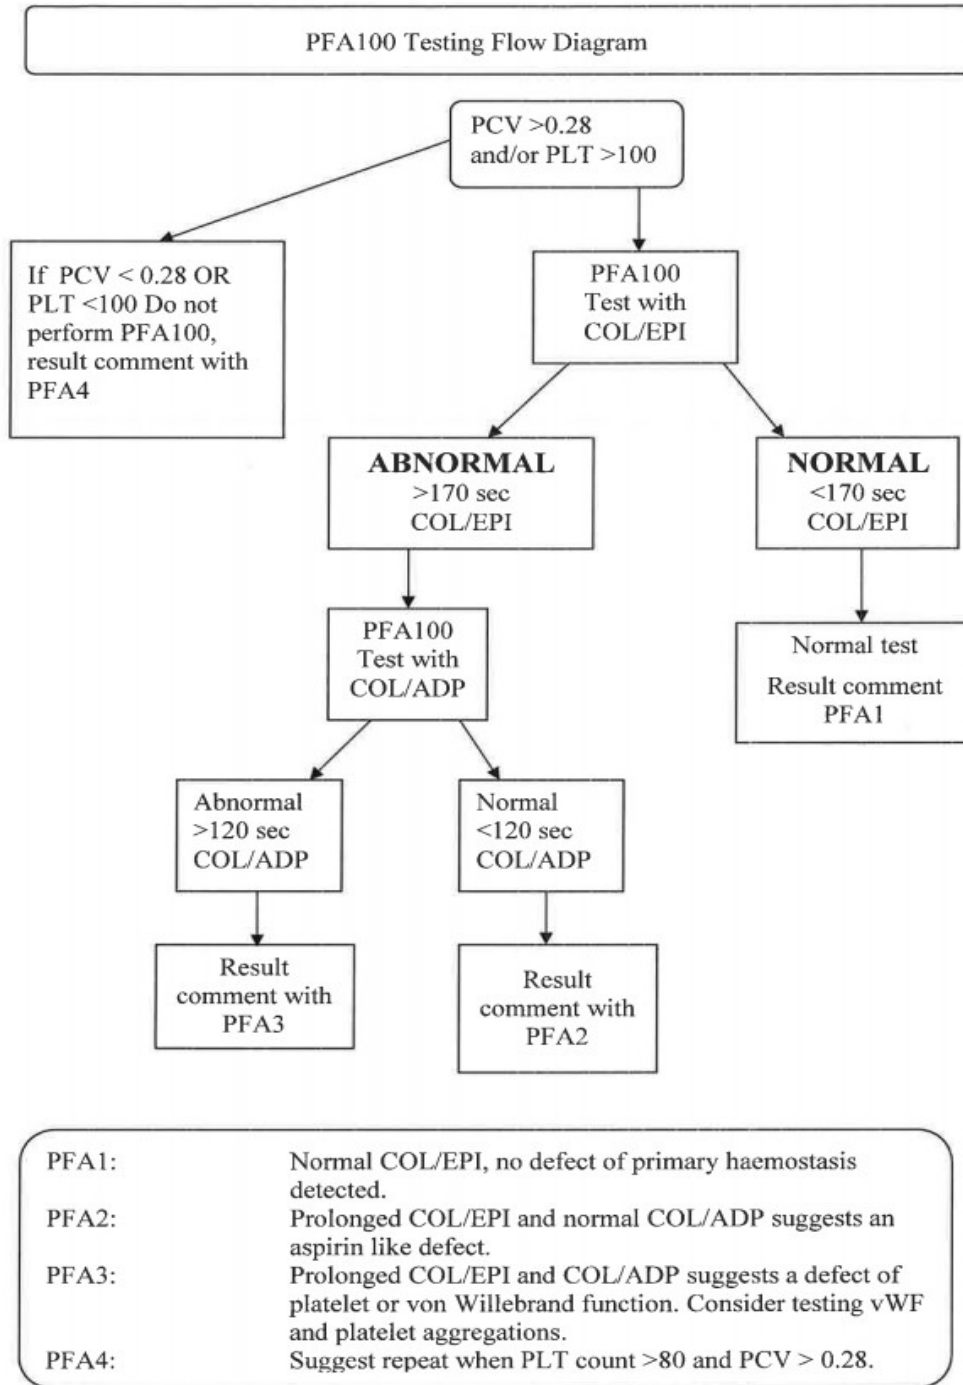 PFA100 Testing Flow Diagram
PCV >0.28
and/or PLT >100
If PCV < 0.28 OR
PLT <100 Do not
perform PFA100,
result comment with
PFA4
PFA100
Test with
COL/EPI
ABNORMAL
>170 sec
COL/EPI
NORMAL
<170 sec
COL/EPI
PFA100
Test with
COL/ADP
Normal test
Result comment
PFA1
Abnormal
>120 sec
COL/ADP
Normal
<120 sec
COL/ADP
Result
comment with
PFA3
Result
comment with
PFA2
PFA1: Normal COL/EPI, no defect of primary haemostasis
detected.
PFA2: Prolonged COL/EPI and normal COL/ADP suggests an
aspirin like defect.
PFA3: Prolonged COL/EPI and COL/ADP suggests a defect of
platelet or von Willebrand function. Consider testing vWF
and platelet aggregations.
PFA4: Suggest repeat when PLT count >80 and PCV > 0.28.